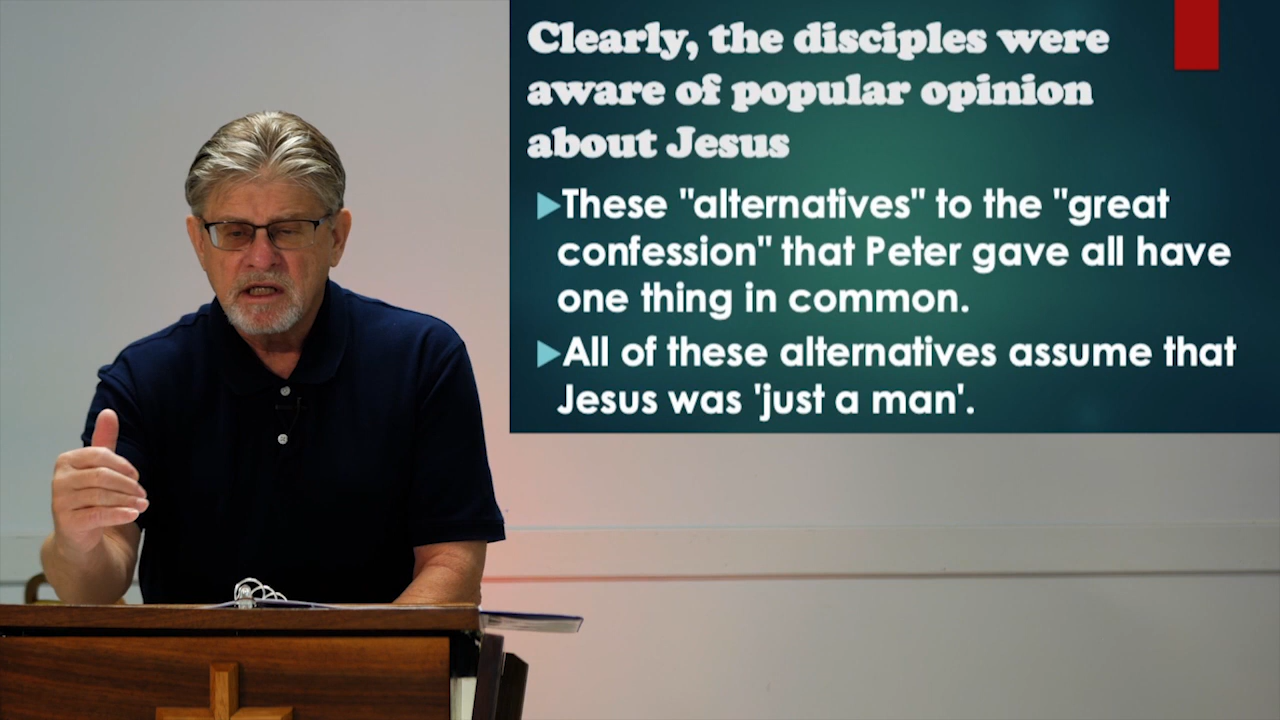 Clearly, the disciples were
aware of popular opinion
about Jesus
These "alternatives" to the "great
confession" that Peter gave all have
one thing in common.
All of these alternatives assume that
Jesus was 'just a man'.